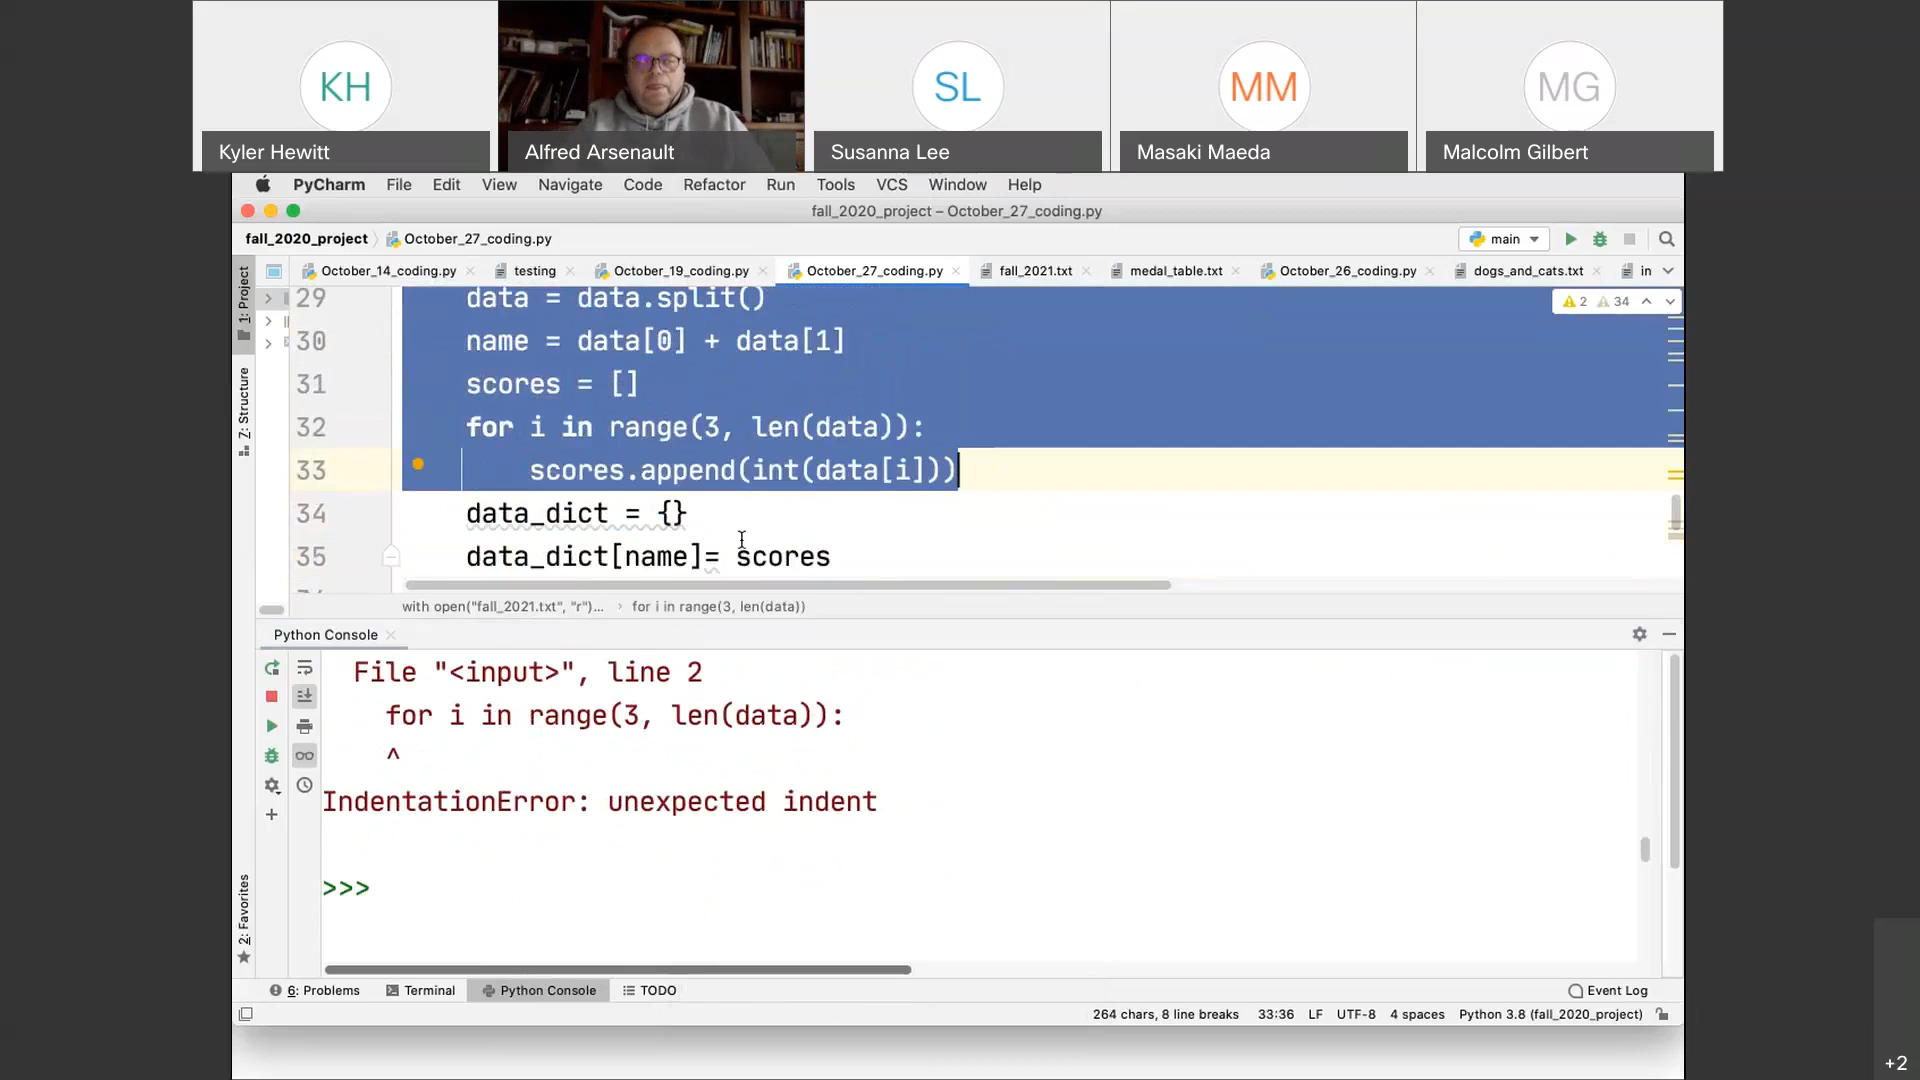 KH
SL
MM
MG
Kyler Hewitt
Alfred Arsenault
Susanna Lee
Masaki Maeda
Malcolm Gilbert
PyCharm File Edit View Navigate Code Refactor Run Tools VCS Window Help
fall_2020_project – October_27_coding.py
fall_2020_project October_27_coding.py
main
October_14_coding.py testing October_19_coding.py October_27_coding.py fall_2021.txt medal_table.txt October_26_coding.py dogs_and_cats.txt in
1: Project
Z: Structure
2: Favorites
2 34
29 data = data.split()
30 name = data[0] + data[1]
31 scores = []
32 for i in range(3, len(data)):
33 scores.append(int(data[i]))
34 data_dict = {}
35 data_dict[name]= scores
with open("fall_2021.txt", "r")... › for i in range(3, len(data))
Python Console
File "<input>", line 2
for i in range(3, len(data)):
^
IndentationError: unexpected indent
>>>
6: Problems Terminal Python Console TODO Event Log
264 chars, 8 line breaks 33:36 LF UTF-8 4 spaces Python 3.8 (fall_2020_project)
+2